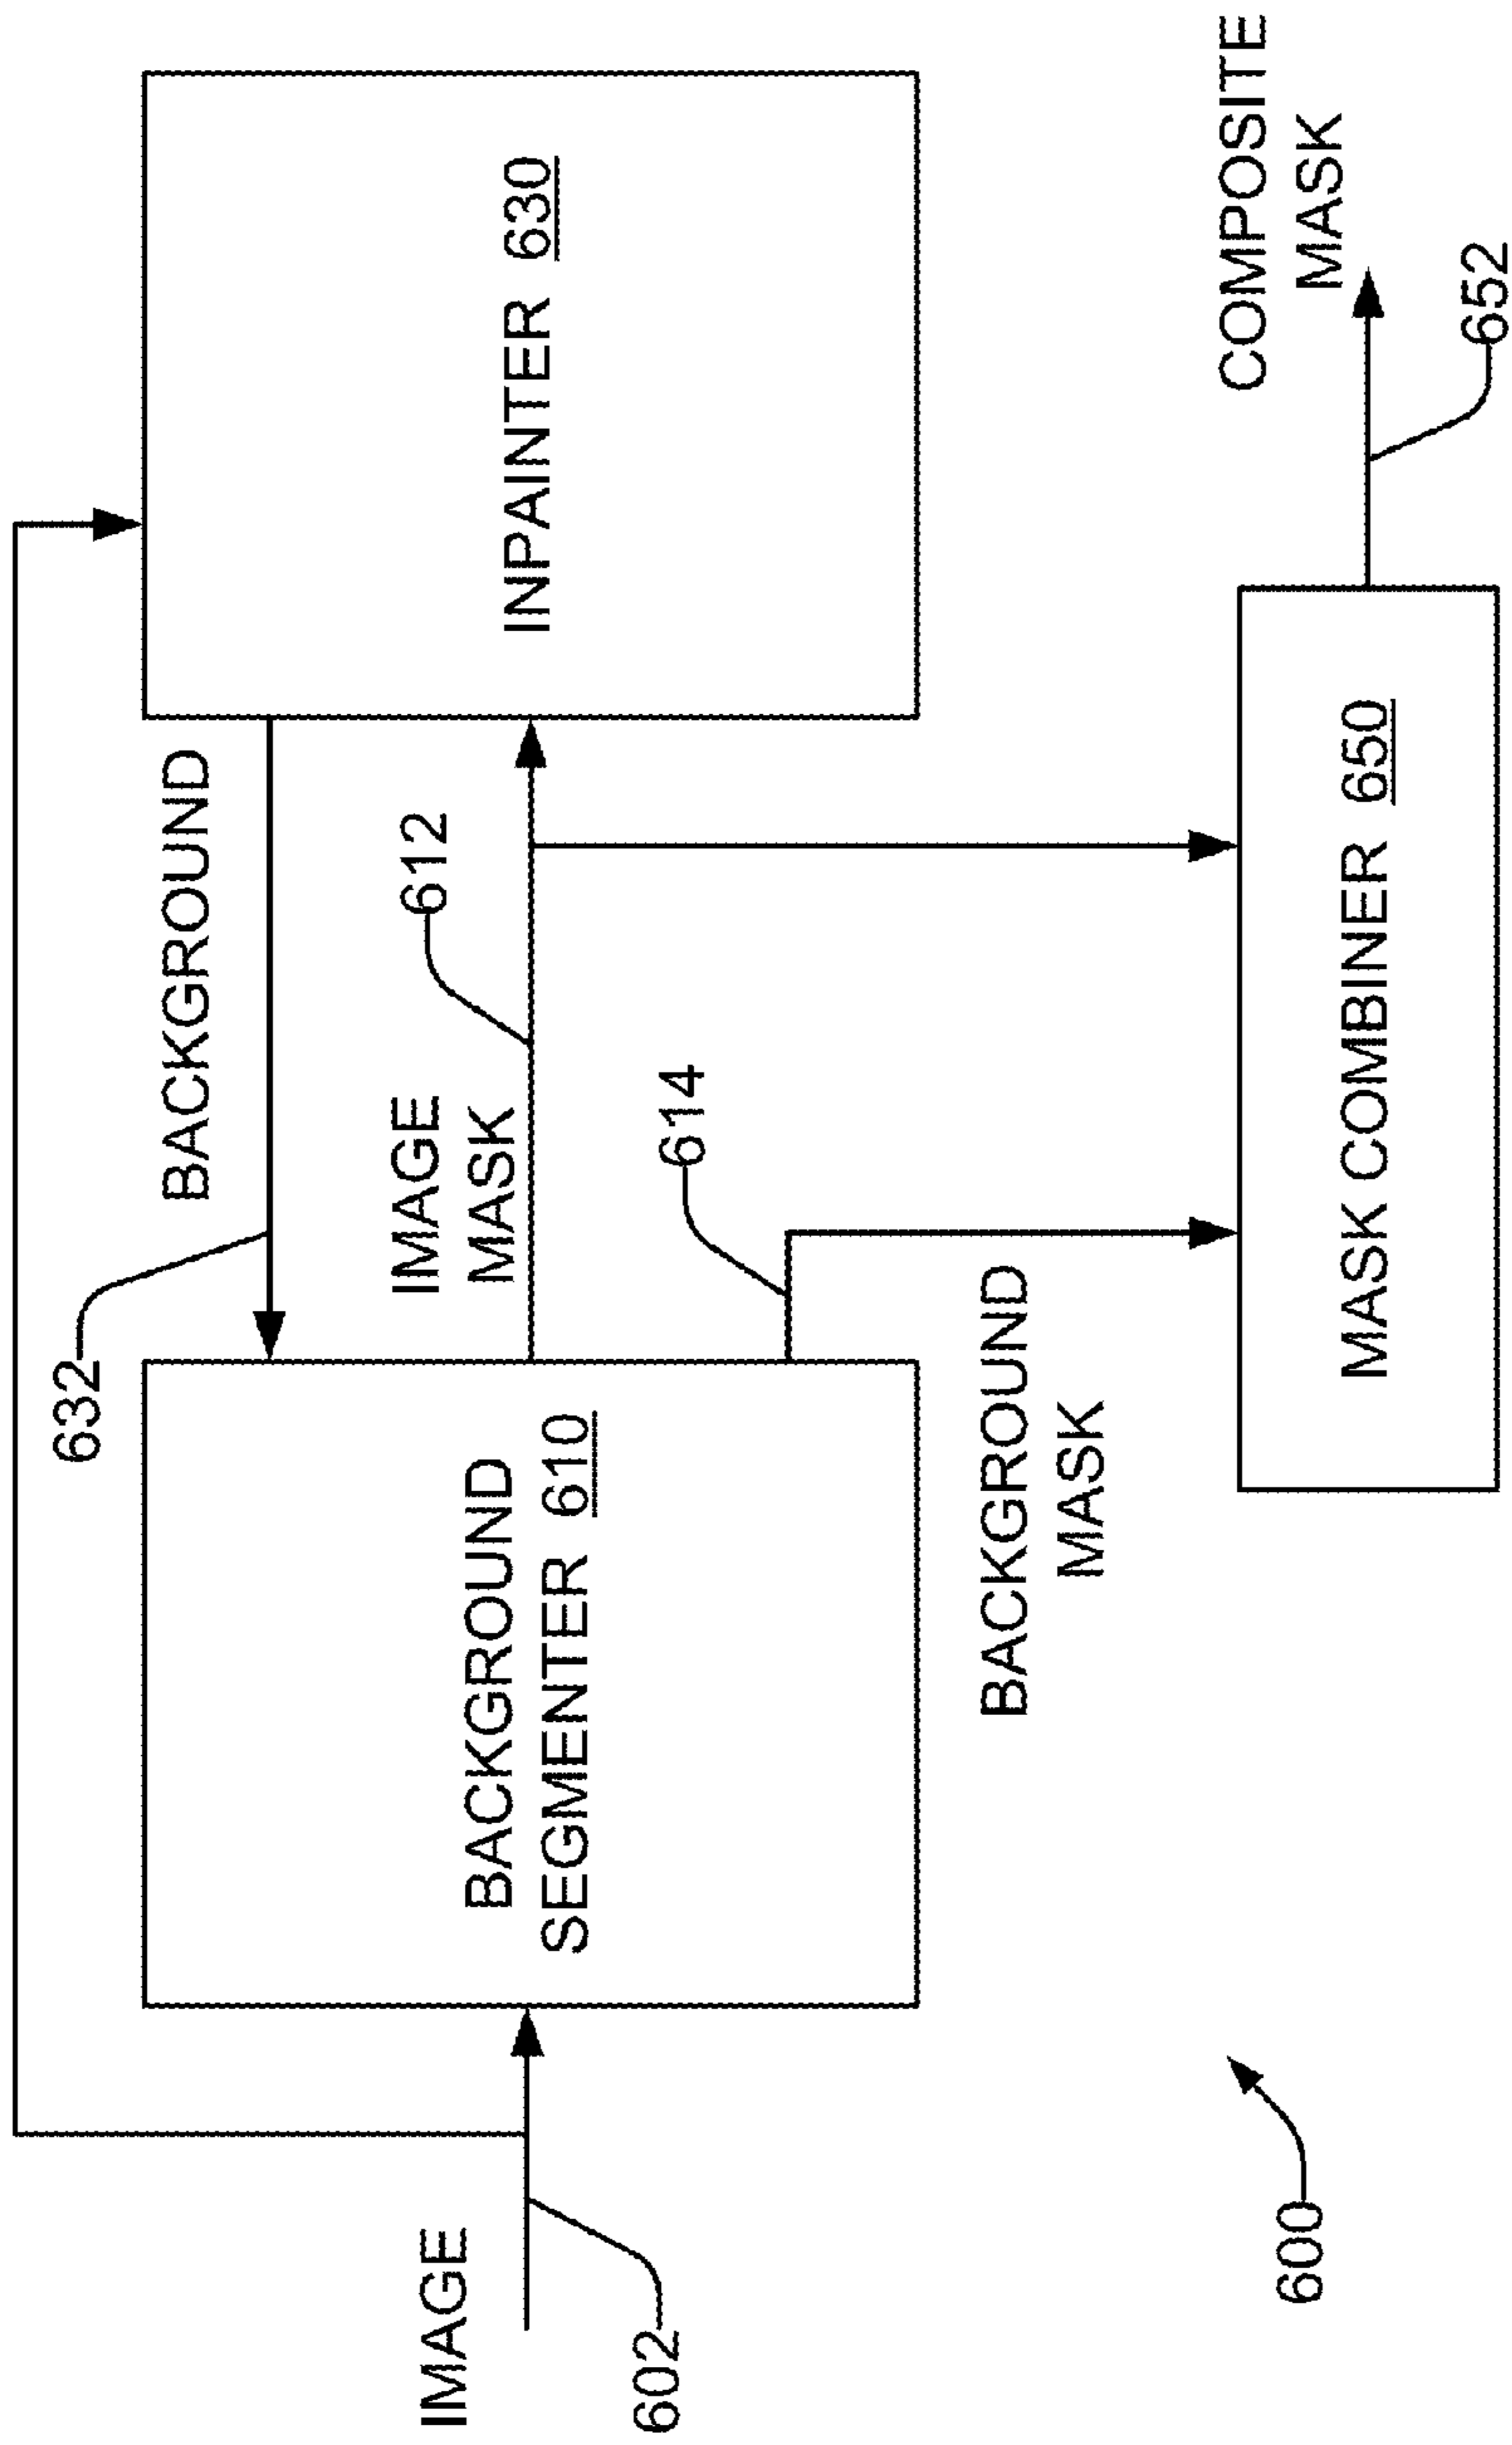 632
BACKGROUND
IMAGE
602
BACKGROUND
SEGMENTER 610
IMAGE
MASK
612
INPAINTER 630
614
BACKGROUND
MASK
MASK COMBINER 650
COMPOSITE
MASK
652
600